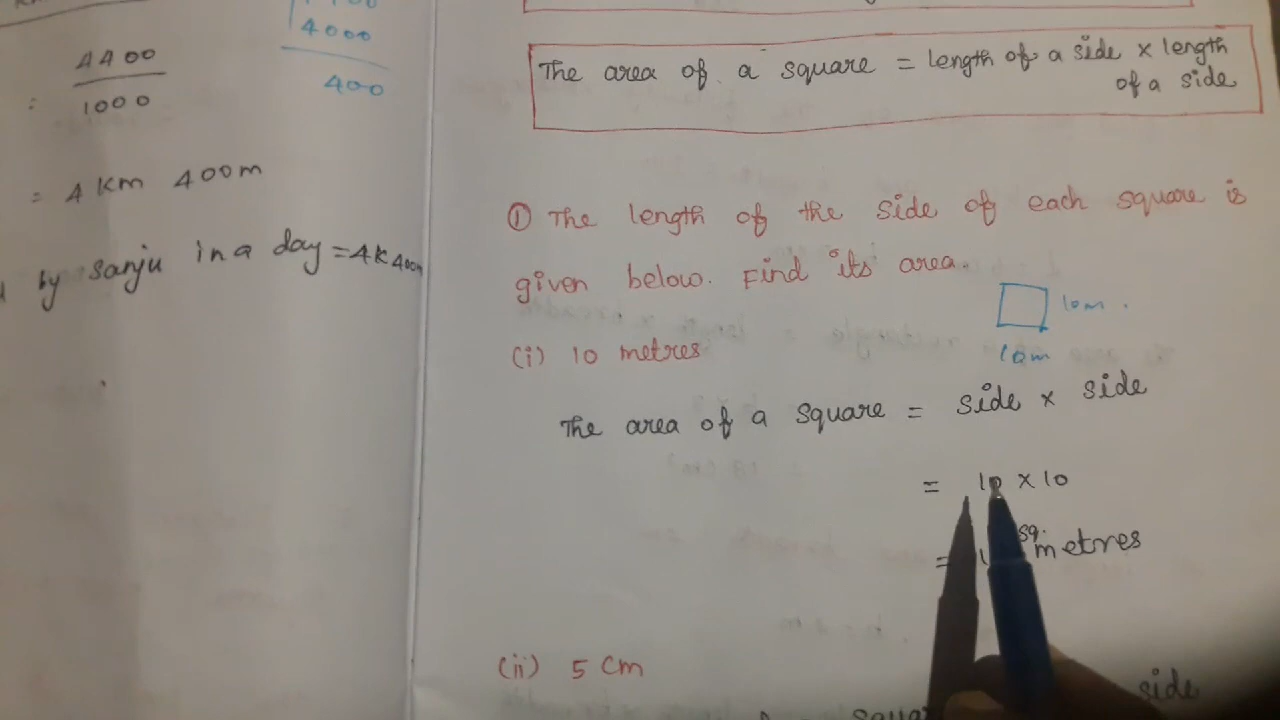 4000
400
4400
1000
= 4 Km 400m
by Sanju in a day = 4K 400m
The area of a square = length of a side × length
of a side
① The length of the side of each square is
given below. Find its area.
10m.
10m
(i) 10 metres
The area of a square = side × side
= 10 × 10
= sq. metres
(ii) 5 Cm
side